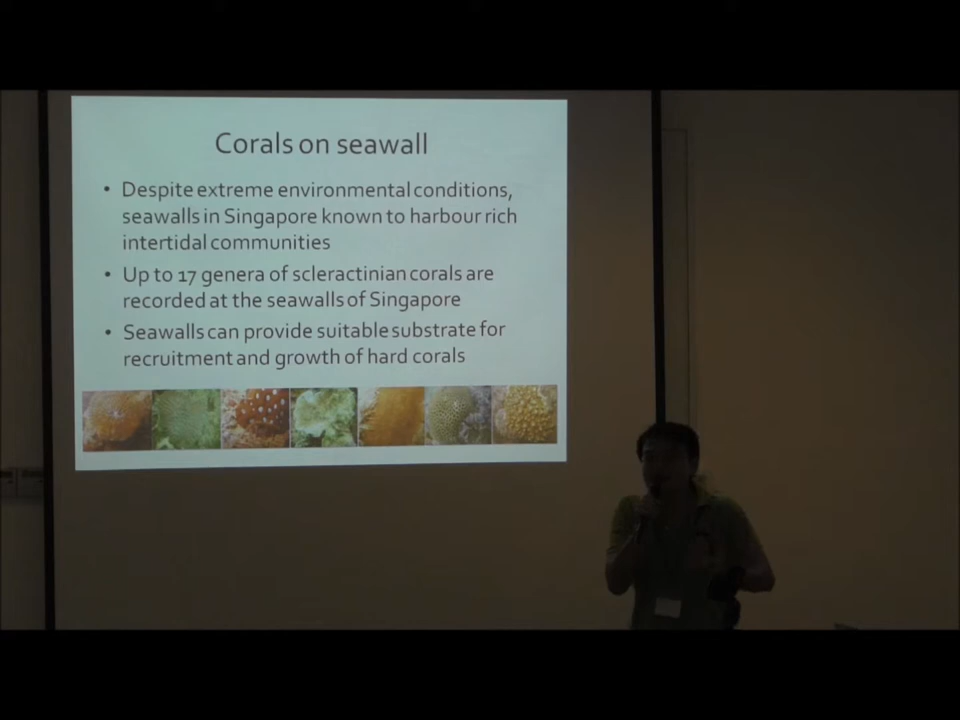 Corals on seawall
• Despite extreme environmental conditions,
seawalls in Singapore known to harbour rich
intertidal communities
• Up to 17 genera of scleractinian corals are
recorded at the seawalls of Singapore
• Seawalls can provide suitable substrate for
recruitment and growth of hard corals